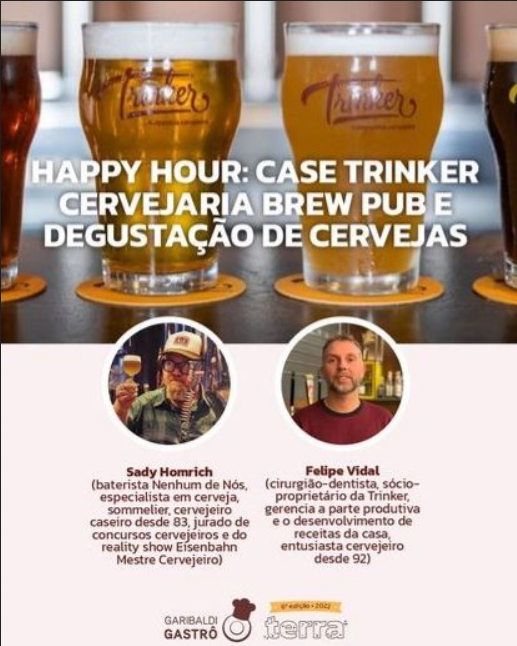 Trinker
Trinker
HAPPY HOUR: CASE TRINKER
CERVEJARIA BREW PUB E
DEGUSTAÇÃO DE CERVEJAS
Sady Homrich
(baterista Nenhum de Nós,
especialista em cerveja,
sommelier, cervejeiro
caseiro desde 83, jurado de
concursos cervejeiros e do
reality show Eisenbahn
Mestre Cervejeiro)
Felipe Vidal
(cirurgião-dentista, sócio-
proprietário da Trinker,
gerencia a parte produtiva
e o desenvolvimento de
receitas da casa,
entusiasta cervejeiro
desde 92)
GARIBALDI
GASTRÔ
6ª edição • 2022
terra